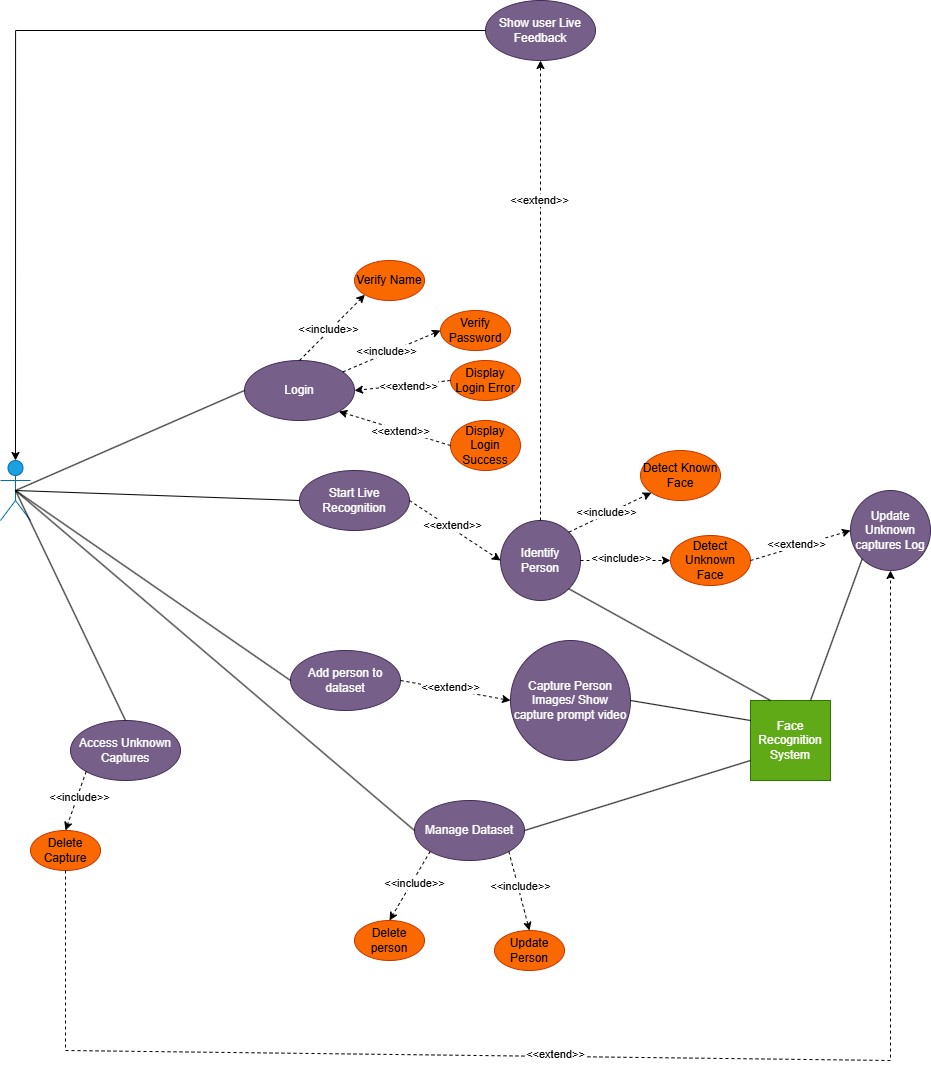 Show user Live
Feedback
<<extend>>
Verify Name
<<include>>
Verify
Password
<<include>>
Display
Login Error
<<extend>>
Login
Display
Login
Success
<<extend>>
Detect Known
Face
Start Live
Recognition
<<extend>>
<<include>>
Update
Unknown
captures Log
Identify
Person
<<include>>
Detect
Unknown
Face
<<extend>>
Add person to
dataset
<<extend>>
Capture Person
Images/ Show
capture prompt video
Face
Recognition
System
Access Unknown
Captures
<<include>>
Delete
Capture
Manage Dataset
<<include>>
<<include>>
Delete
person
Update
Person
<<extend>>